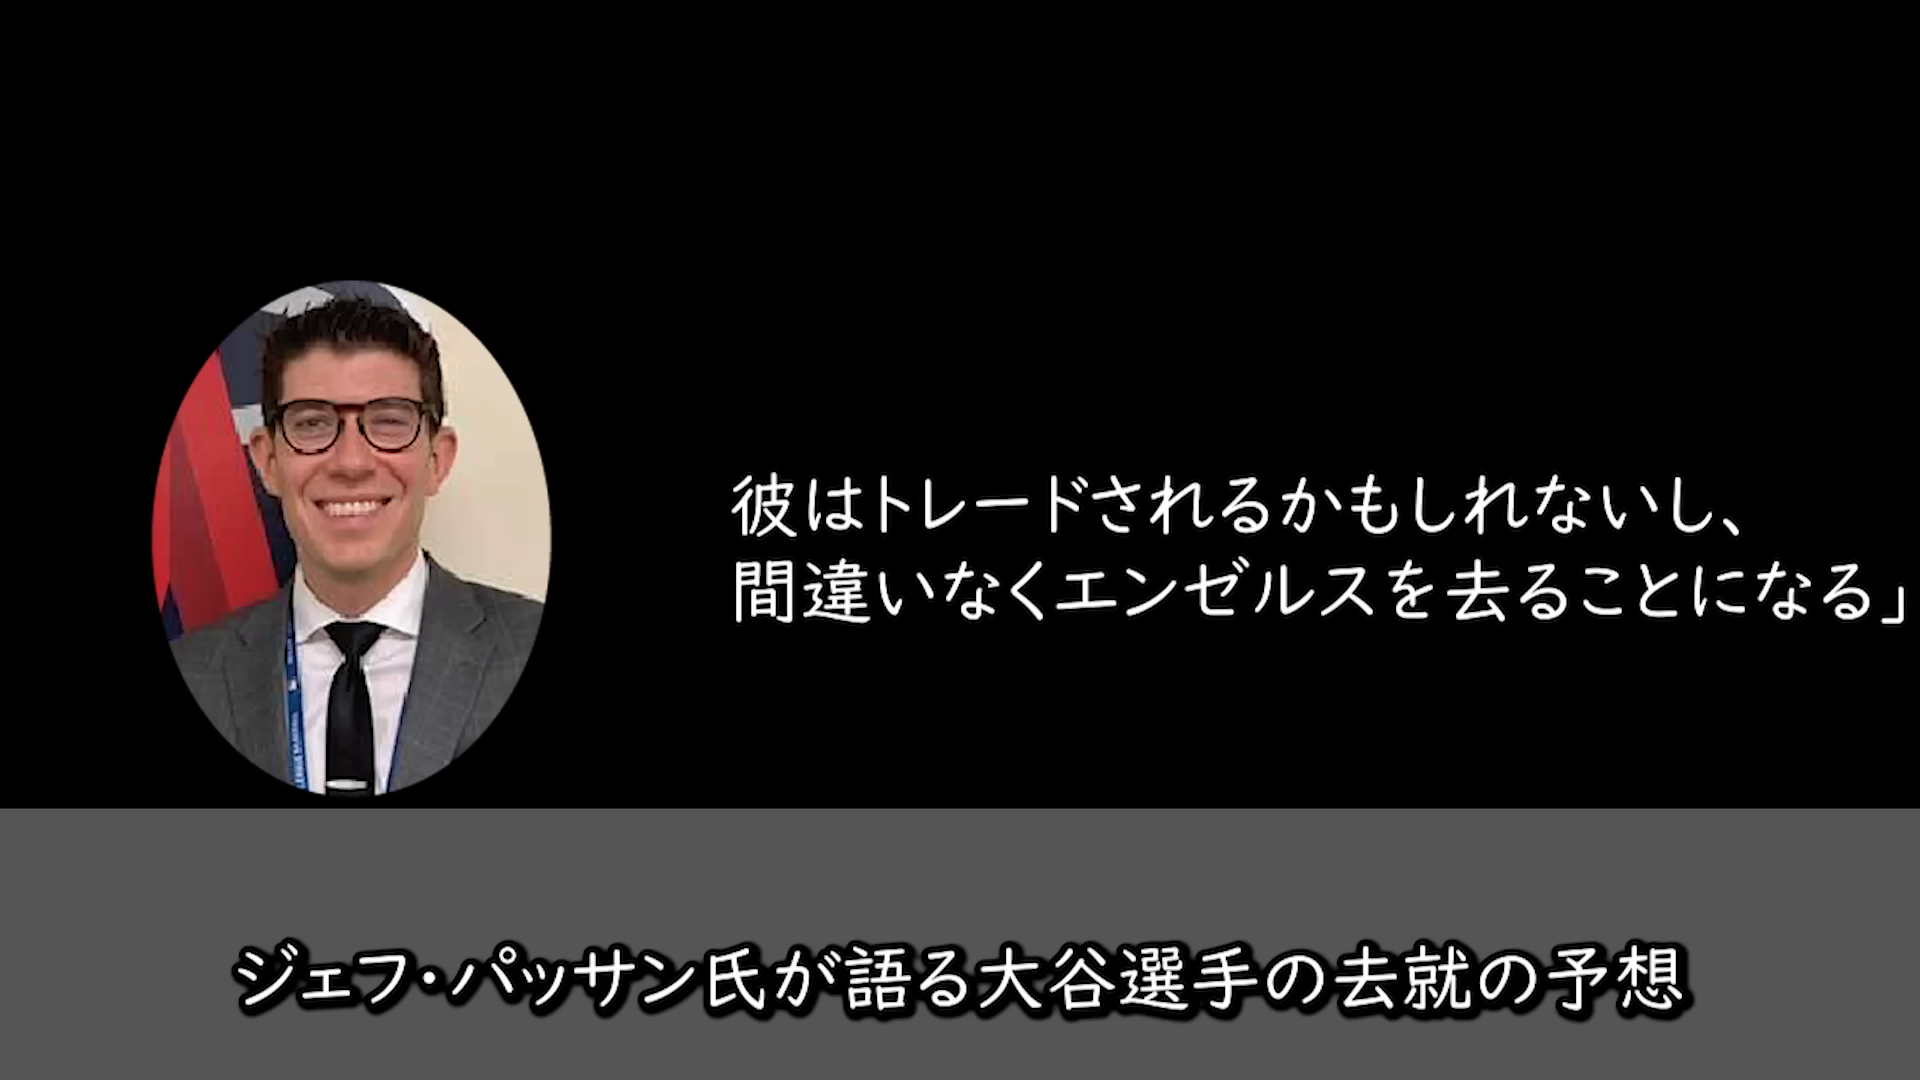 彼はトレードされるかもしれないし、
間違いなくエンゼルスを去ることになる」
ジェフ・パッサン氏が語る大谷選手の去就の予想